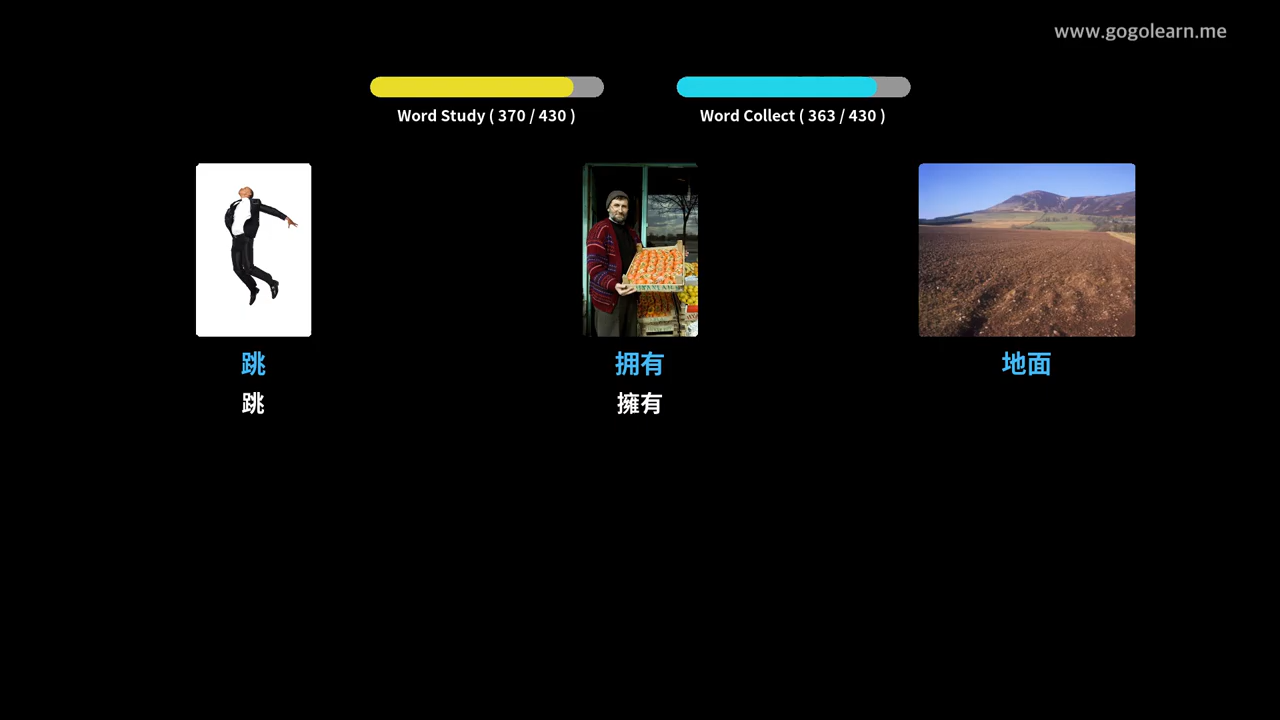 www.gogolearn.me
Word Study ( 370 / 430 )
Word Collect ( 363 / 430 )
跳
拥有
地面
跳
擁有